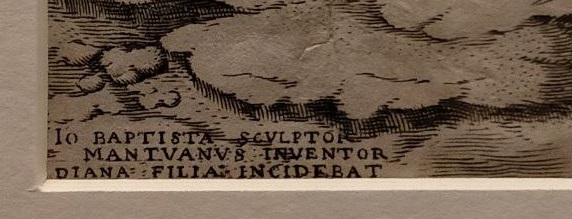 IO BAPTISTA SCVLPTOR
MANTVANVS INVENTOR
DIANA FILIA INCIDEBAT